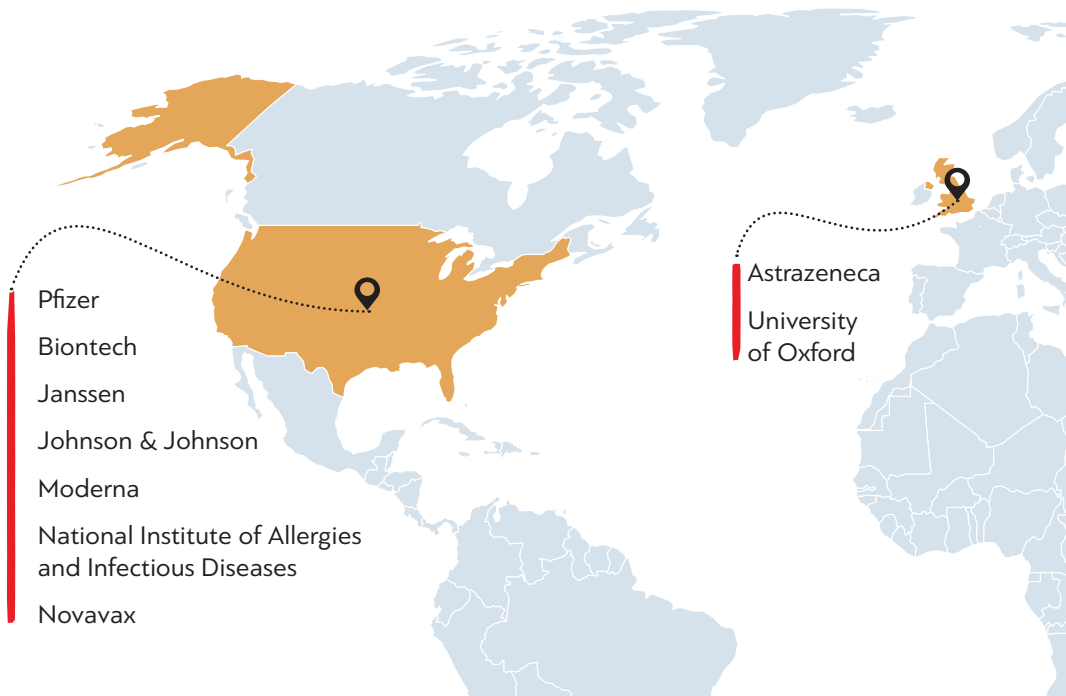 Pfizer
Biontech
Janssen
Johnson & Johnson
Moderna
National Institute of Allergies
and Infectious Diseases
Novavax
Astrazeneca
University
of Oxford